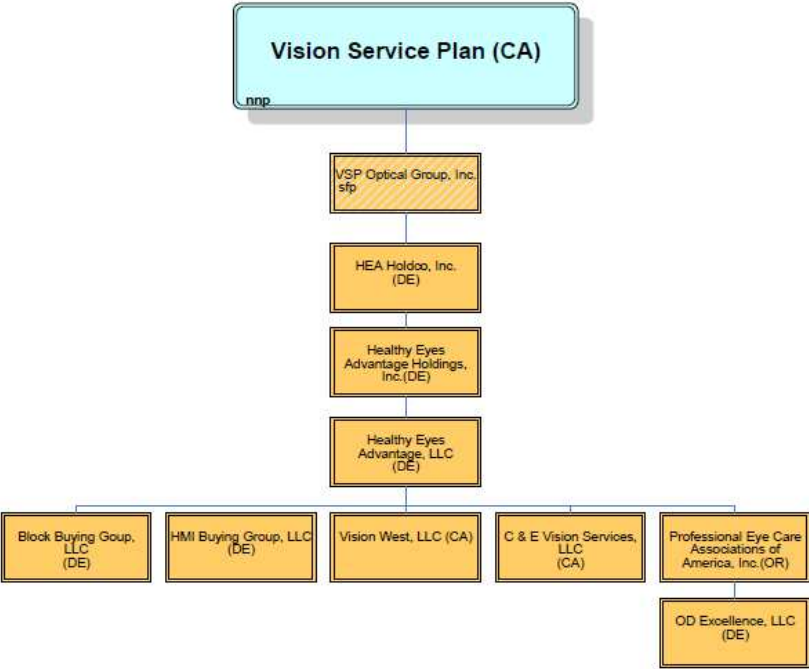 Vision Service Plan (CA)
nnp
VSP Optical Group, Inc.
sfp
HEA Holdco, Inc.
(DE)
Healthy Eyes
Advantage Holdings,
Inc.(DE)
Healthy Eyes
Advantage, LLC
(DE)
Block Buying Goup,
LLC
(DE)
HMI Buying Group, LLC
(DE)
Vision West, LLC (CA)
C & E Vision Services,
LLC
(CA)
Professional Eye Care
Associations of
America, Inc.(OR)
OD Excellence, LLC
(DE)